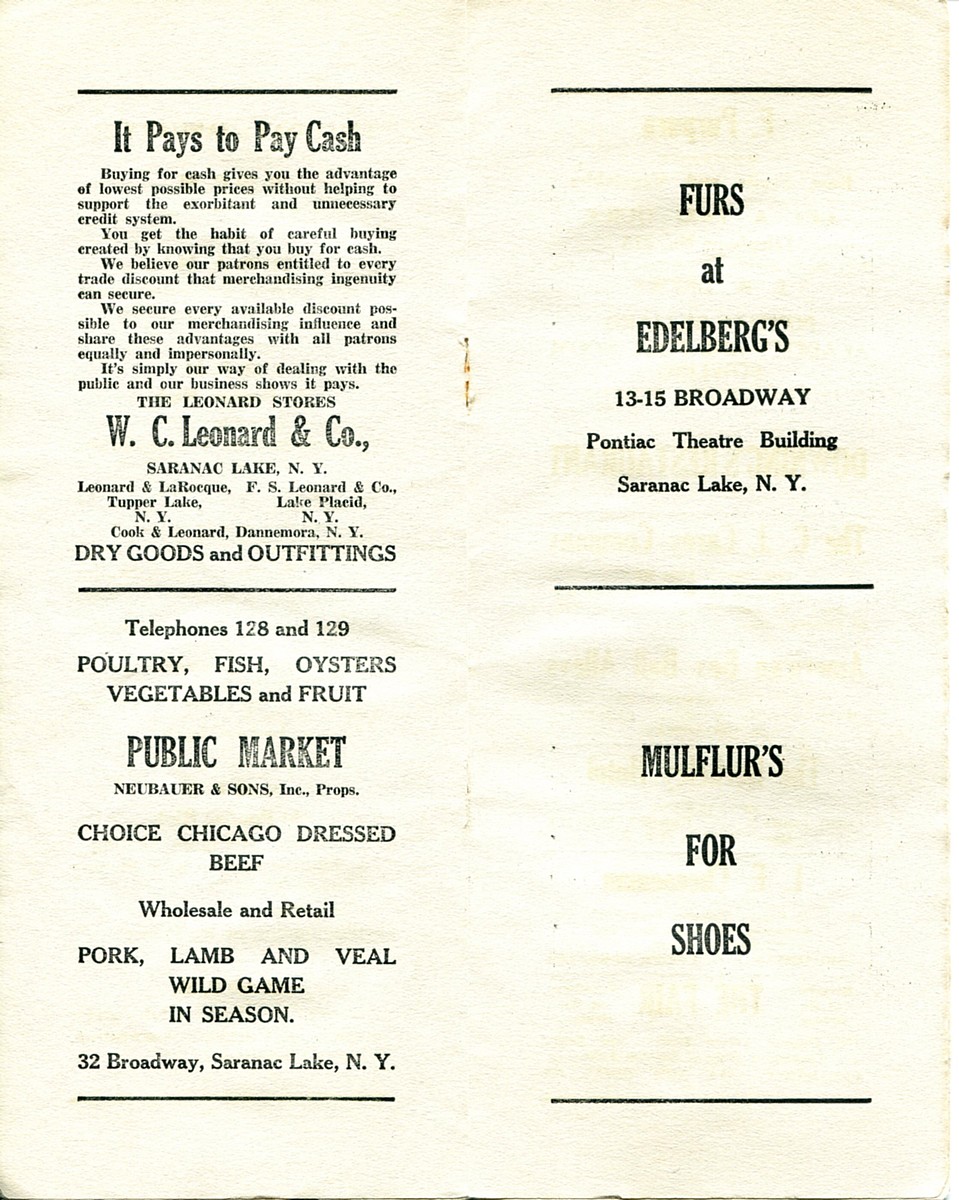 It Pays to Pay Cash
Buying for cash gives you the advantage
of lowest possible prices without helping to
support the exorbitant and unnecessary
credit system.
You get the habit of careful buying
created by knowing that you buy for cash.
We believe our patrons entitled to every
trade discount that merchandising ingenuity
can secure.
We secure every available discount pos-
sible to our merchandising influence and
share these advantages with all patrons
equally and impersonally.
It's simply our way of dealing with the
public and our business shows it pays.
THE LEONARD STORES
W. C. Leonard & Co.,
SARANAC LAKE, N. Y.
Leonard & LaRocque, F. S. Leonard & Co.,
Tupper Lake, Lake Placid,
N. Y. N. Y.
Cook & Leonard, Dannemora, N. Y.
DRY GOODS and OUTFITTINGS
Telephones 128 and 129
POULTRY, FISH, OYSTERS
VEGETABLES and FRUIT
PUBLIC MARKET
NEUBAUER & SONS, Inc., Props.
CHOICE CHICAGO DRESSED
BEEF
Wholesale and Retail
PORK, LAMB AND VEAL
WILD GAME
IN SEASON.
32 Broadway, Saranac Lake, N. Y.
FURS
at
EDELBERG'S
13-15 BROADWAY
Pontiac Theatre Building
Saranac Lake, N. Y.
MULFLUR'S
FOR
SHOES